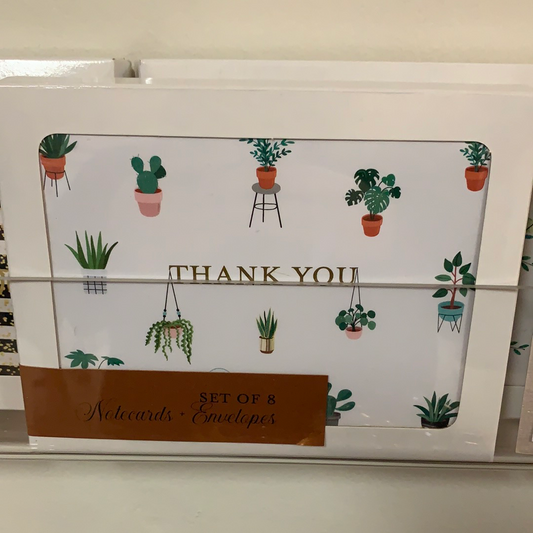 THANK YOU
SET OF 8
Notecards • Envelopes